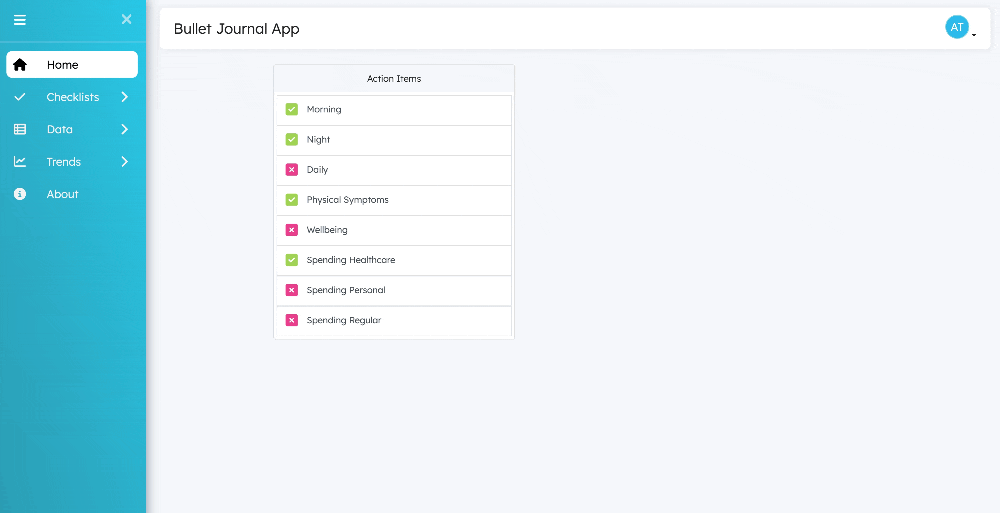 Bullet Journal App
AT
Home
Checklists
Data
Trends
About
Action Items
Morning
Night
Daily
Physical Symptoms
Wellbeing
Spending Healthcare
Spending Personal
Spending Regular